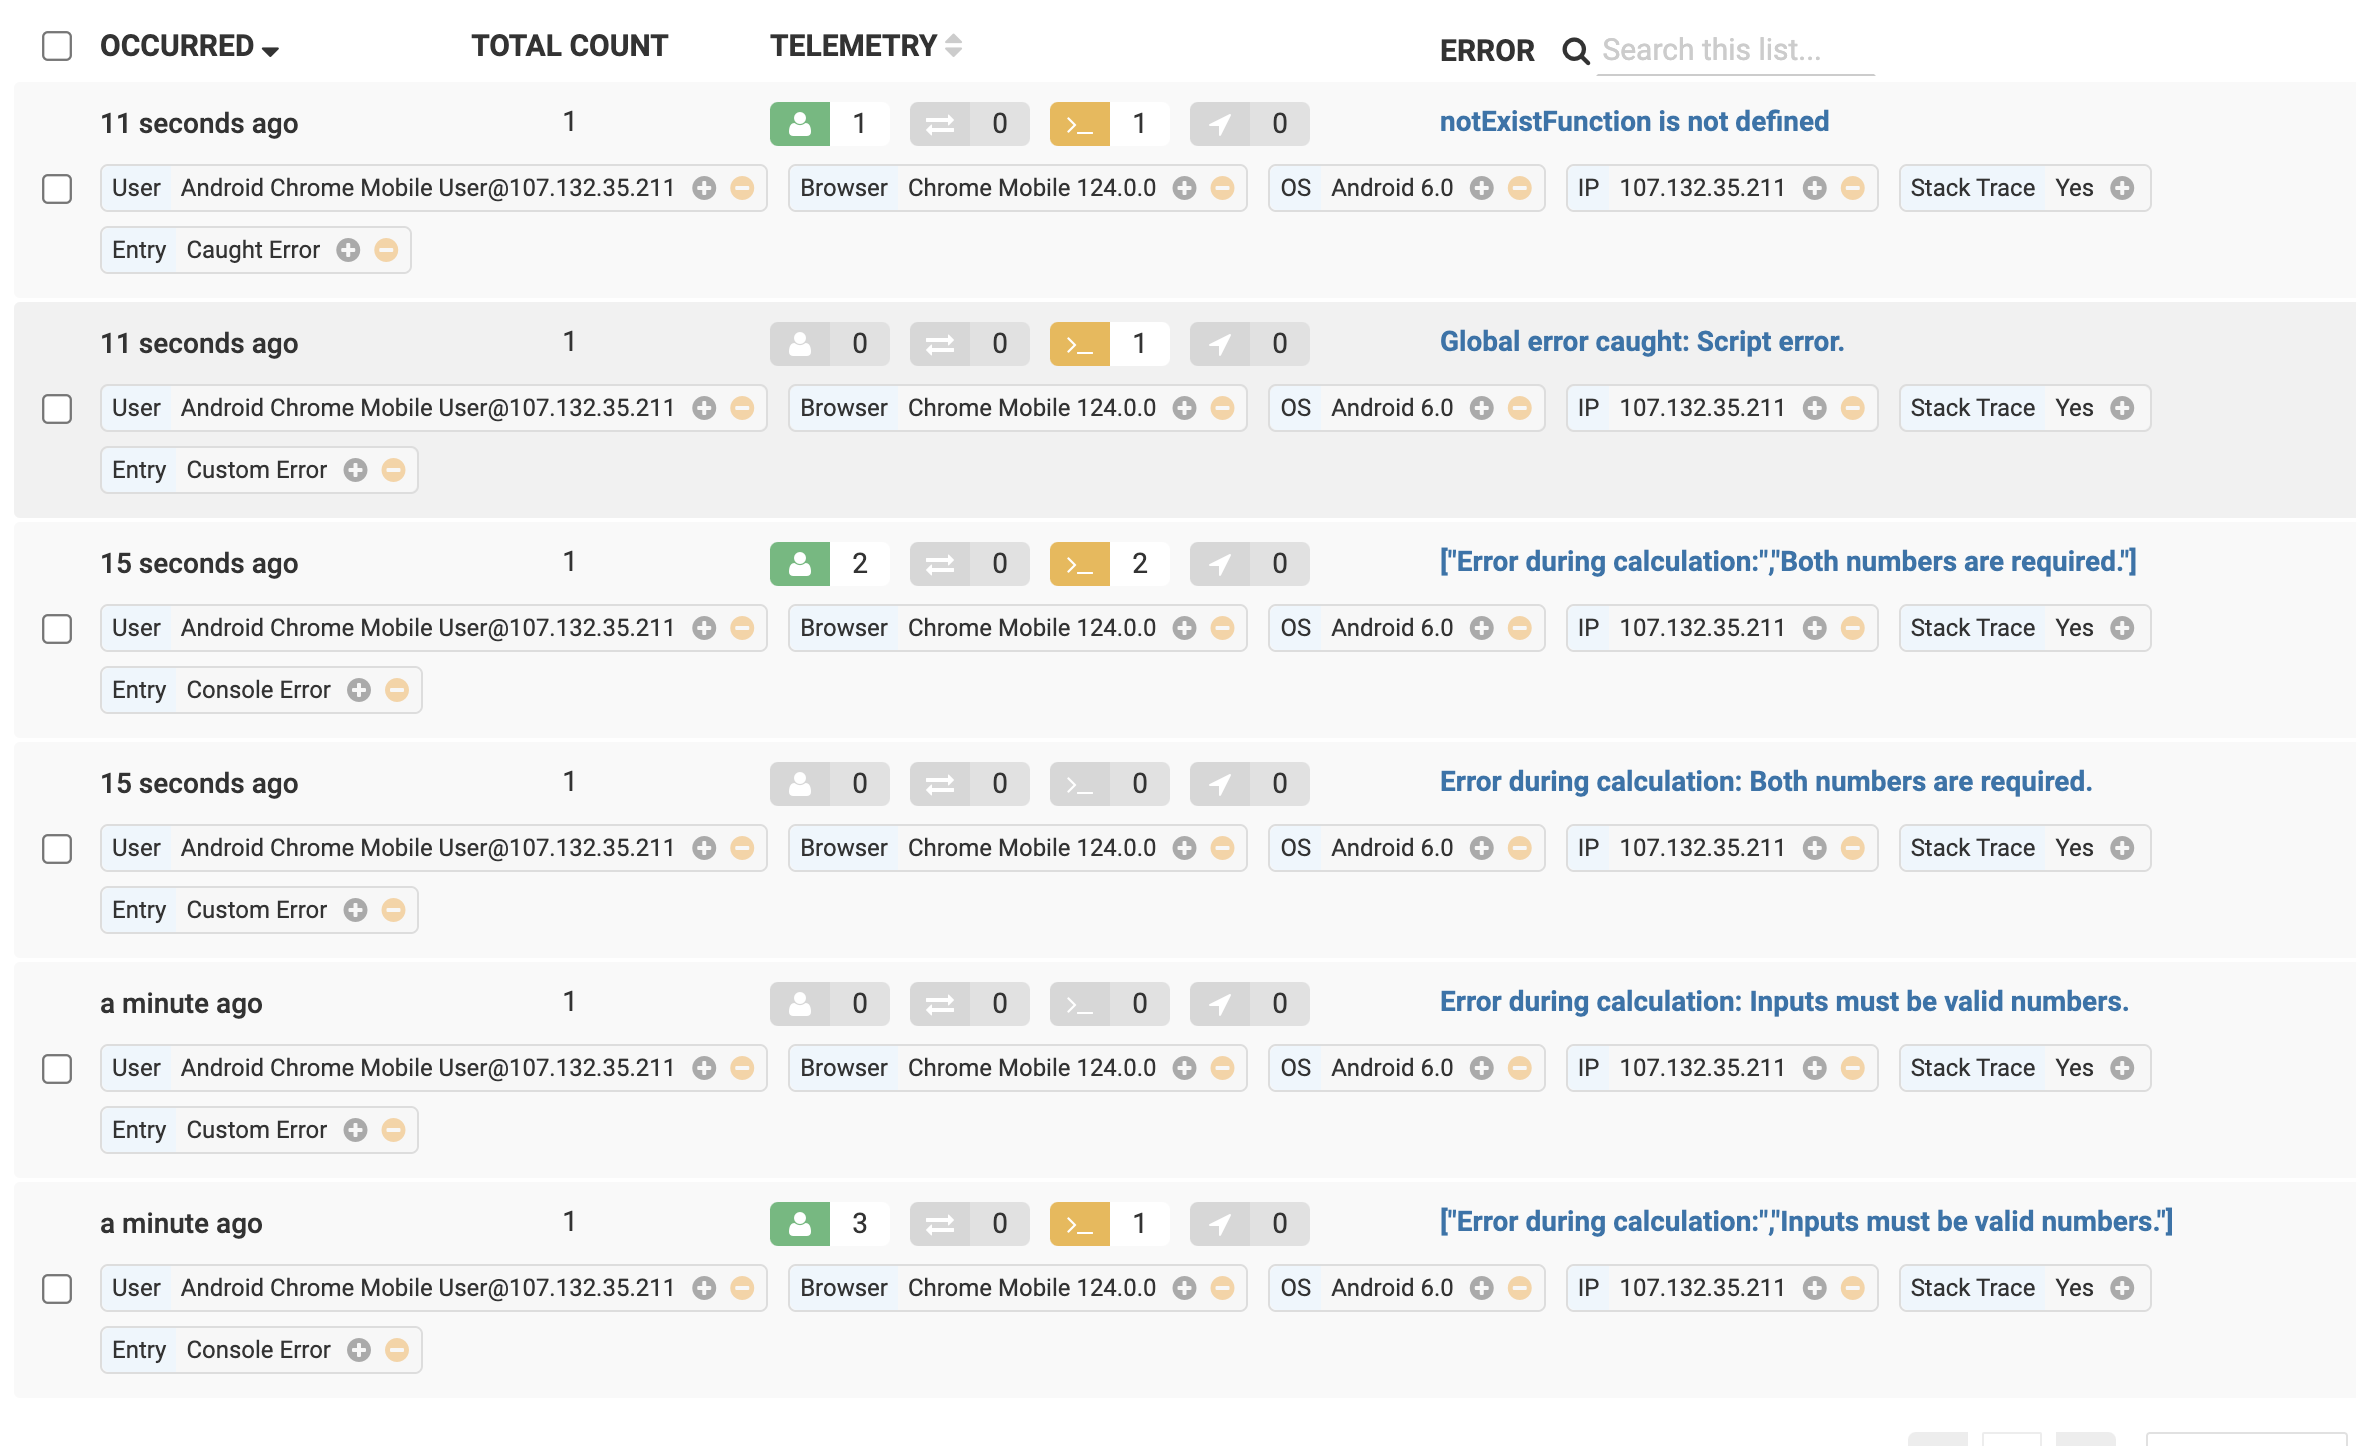 OCCURRED TOTAL COUNT TELEMETRY ERROR Search this list...
11 seconds ago 1 1 0 1 0 notExistFunction is not defined
User Android Chrome Mobile User@107.132.35.211 Browser Chrome Mobile 124.0.0 OS Android 6.0 IP 107.132.35.211 Stack Trace Yes
Entry Caught Error
11 seconds ago 1 0 0 1 0 Global error caught: Script error.
User Android Chrome Mobile User@107.132.35.211 Browser Chrome Mobile 124.0.0 OS Android 6.0 IP 107.132.35.211 Stack Trace Yes
Entry Custom Error
15 seconds ago 1 2 0 2 0 ["Error during calculation:","Both numbers are required."]
User Android Chrome Mobile User@107.132.35.211 Browser Chrome Mobile 124.0.0 OS Android 6.0 IP 107.132.35.211 Stack Trace Yes
Entry Console Error
15 seconds ago 1 0 0 0 0 Error during calculation: Both numbers are required.
User Android Chrome Mobile User@107.132.35.211 Browser Chrome Mobile 124.0.0 OS Android 6.0 IP 107.132.35.211 Stack Trace Yes
Entry Custom Error
a minute ago 1 0 0 0 0 Error during calculation: Inputs must be valid numbers.
User Android Chrome Mobile User@107.132.35.211 Browser Chrome Mobile 124.0.0 OS Android 6.0 IP 107.132.35.211 Stack Trace Yes
Entry Custom Error
a minute ago 1 3 0 1 0 ["Error during calculation:","Inputs must be valid numbers."]
User Android Chrome Mobile User@107.132.35.211 Browser Chrome Mobile 124.0.0 OS Android 6.0 IP 107.132.35.211 Stack Trace Yes
Entry Console Error